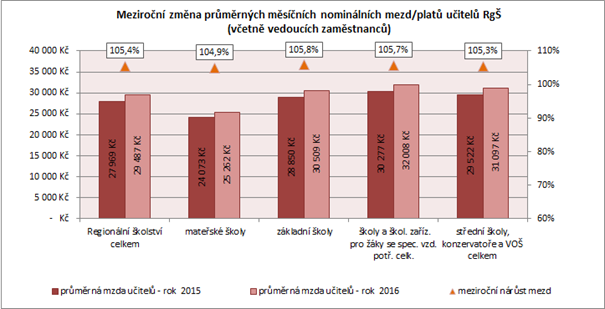 Meziroční změna průměrných měsíčních nominálních mezd/platů učitelů RgŠ
(včetně vedoucích zaměstnanců)
40 000 Kč
35 000 Kč
30 000 Kč
25 000 Kč
20 000 Kč
15 000 Kč
10 000 Kč
5 000 Kč
- Kč
105,4%
104,9%
105,8%
105,7%
105,3%
27 969 Kč
29 487 Kč
24 073 Kč
25 262 Kč
28 850 Kč
30 509 Kč
30 277 Kč
32 008 Kč
29 522 Kč
31 097 Kč
110%
100%
90%
80%
70%
60%
Regionální školství
celkem
mateřské školy
základní školy
školy a škol. zaříz.
pro žáky se spec. vzd.
potř. celk.
střední školy,
konzervatoře a VOŠ
celkem
průměrná mzda učitelů - rok 2015
průměrná mzda učitelů - rok 2016
meziroční nárůst mezd